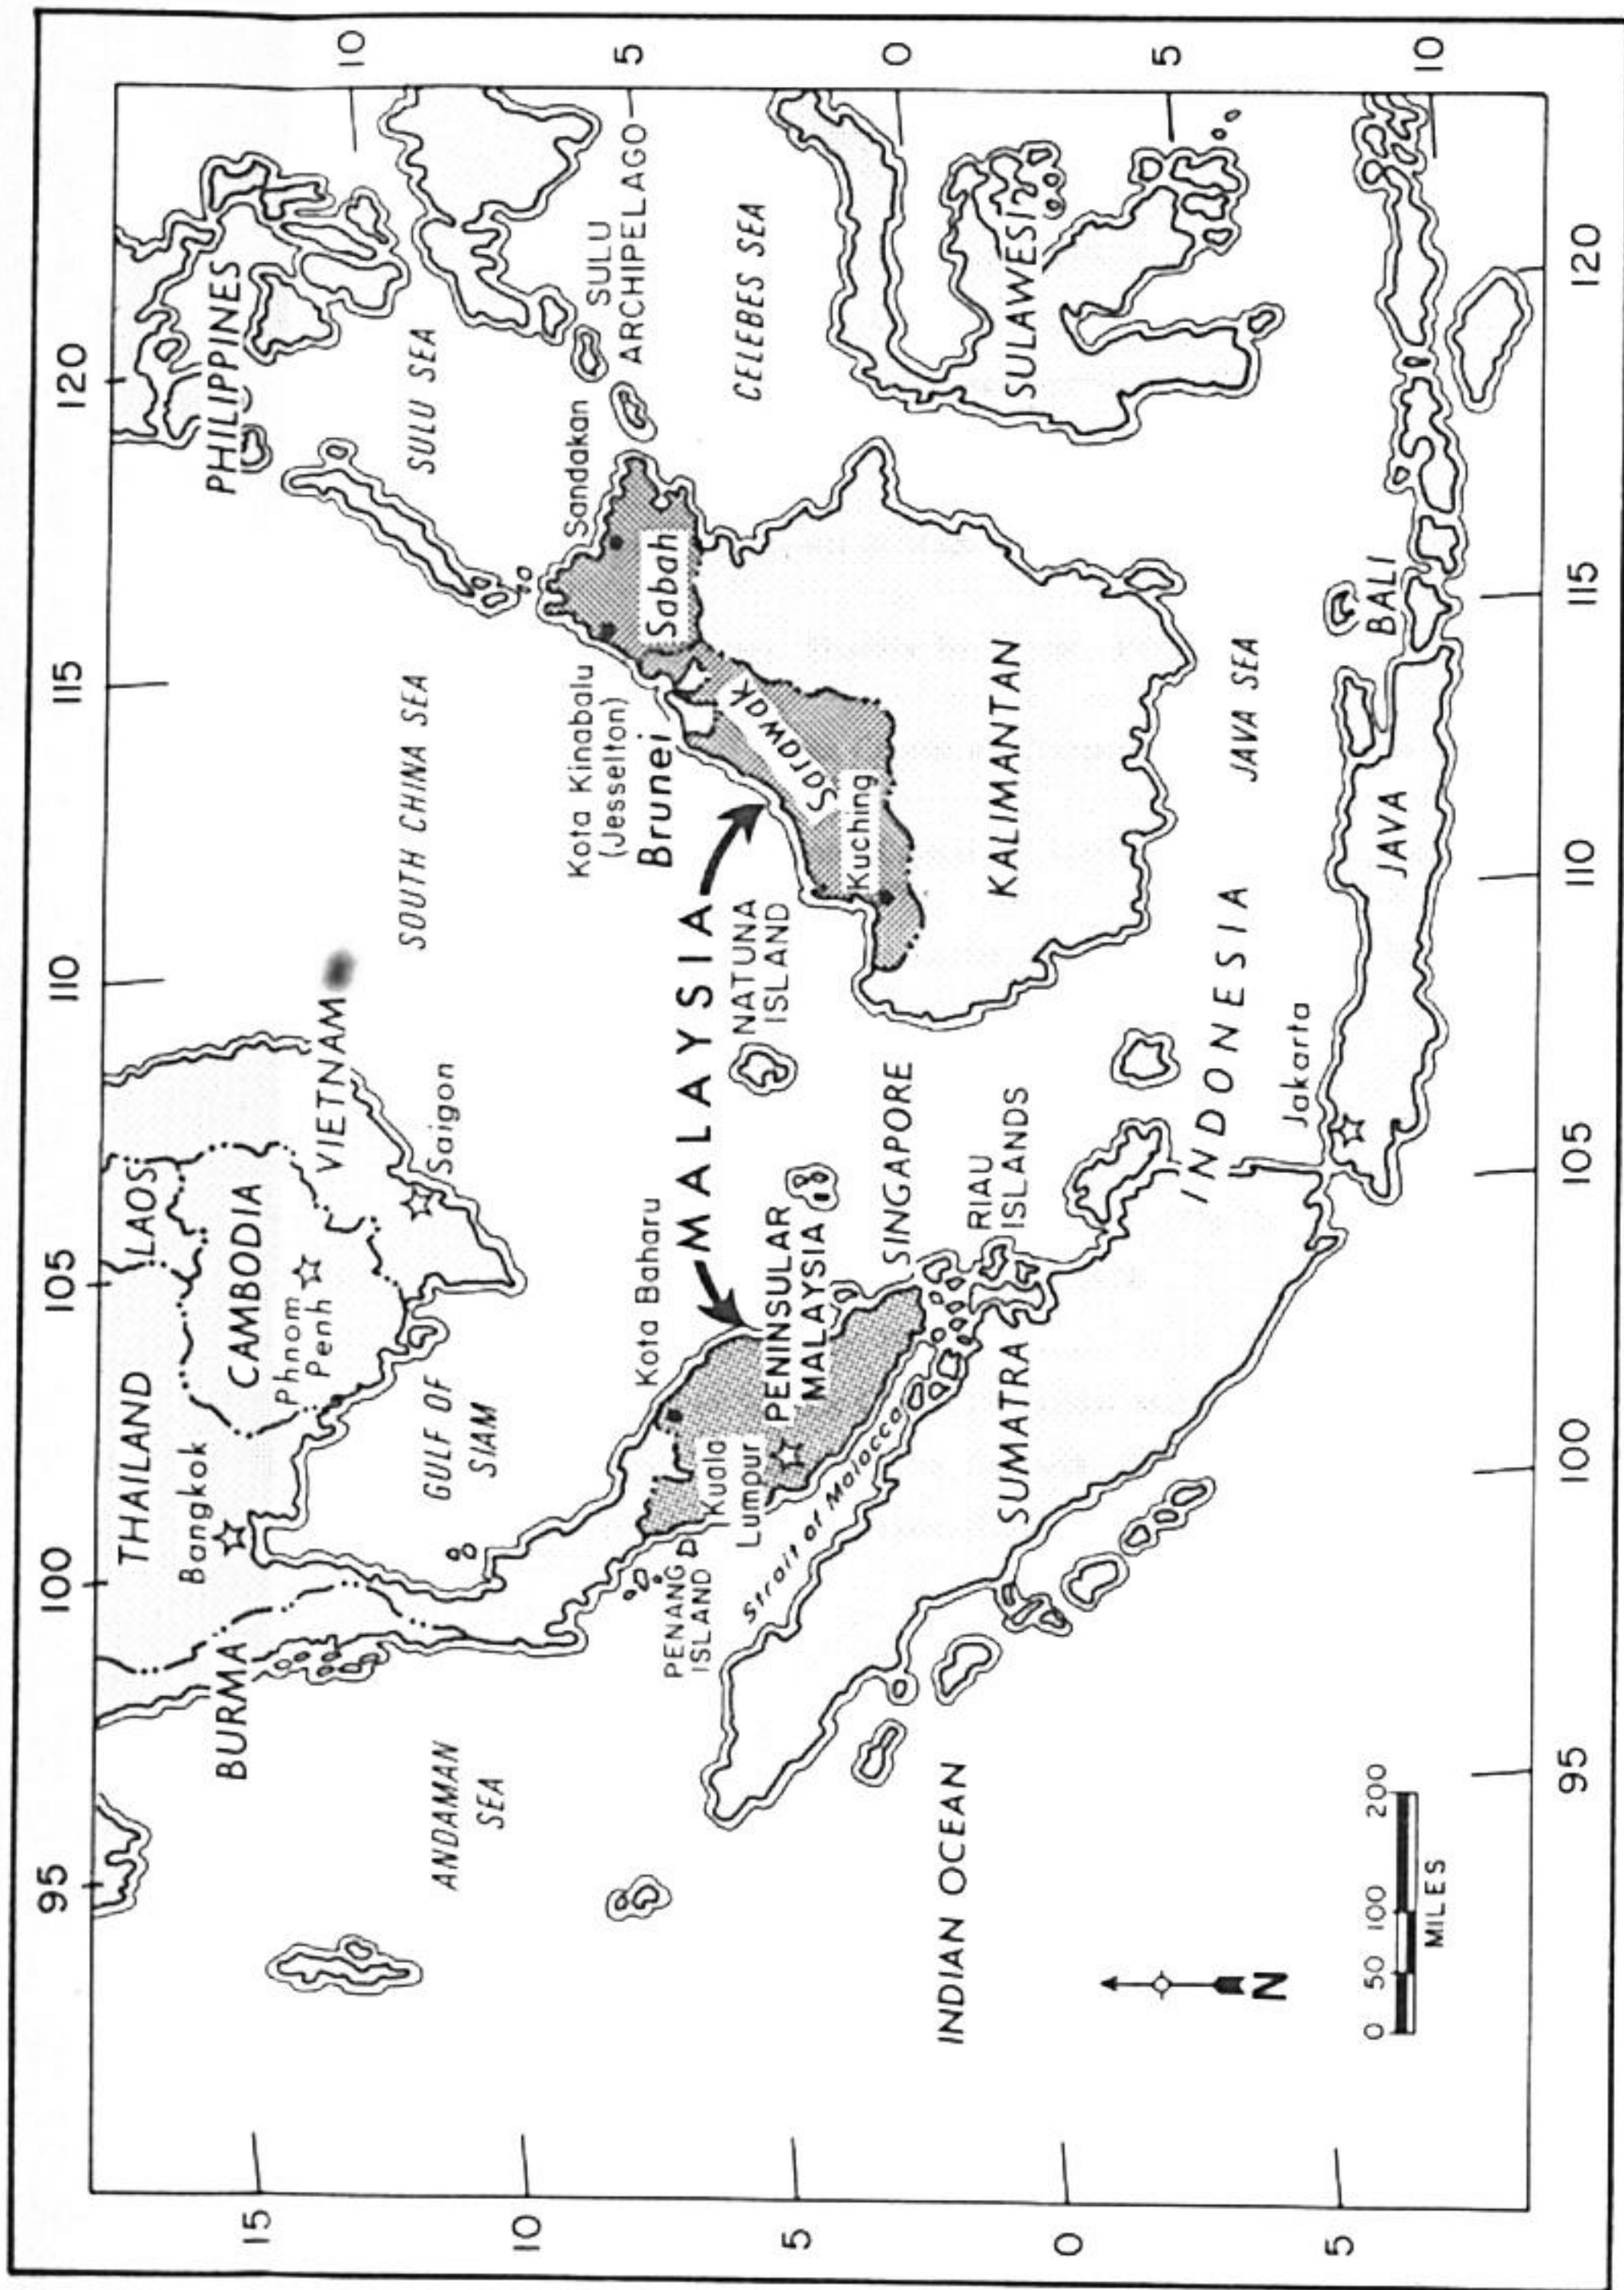 95
100
105
110
115
120
THAILAND
LAOS
Bangkok
BURMA
CAMBODIA
Phnom
Penh
VIETNAM
Saigon
PHILIPPINES
GULF OF
SIAM
ANDAMAN
SEA
SOUTH CHINA SEA
SULU SEA
Kota Baharu
Kota Kinabalu
(Jesselton)
Brunei
Sandakan
SULU
ARCHIPELAGO
Sabah
MALAYSIA
PENANG
ISLAND
Kuala
Lumpur
PENINSULAR
MALAYSIA
NATUNA
ISLAND
Sarawak
CELEBES SEA
Strait of Malacca
Kuching
SINGAPORE
RIAU
ISLANDS
SUMATRA
KALIMANTAN
SULAWESI
INDIAN OCEAN
INDONESIA
JAVA SEA
Jakarta
JAVA
BALI
N
0 50 100 200
MILES
15
10
5
0
5
10
5
0
5
10
95
100
105
110
115
120